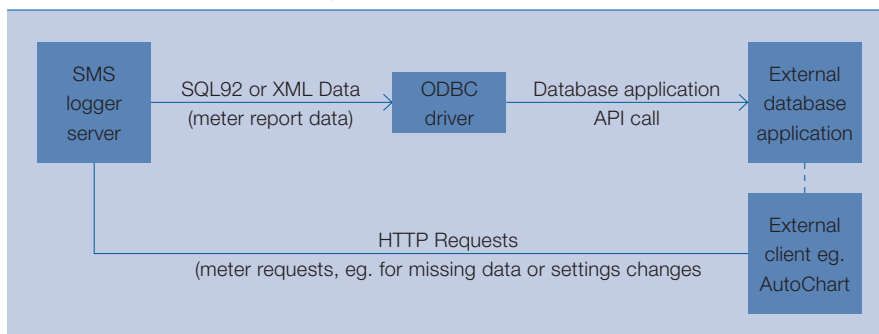 SMS
logger
server
SQL92 or XML Data
(meter report data)
ODBC
driver
Database application
API call
External
database
application
HTTP Requests
(meter requests, eg. for missing data or settings changes
External
client eg.
AutoChart